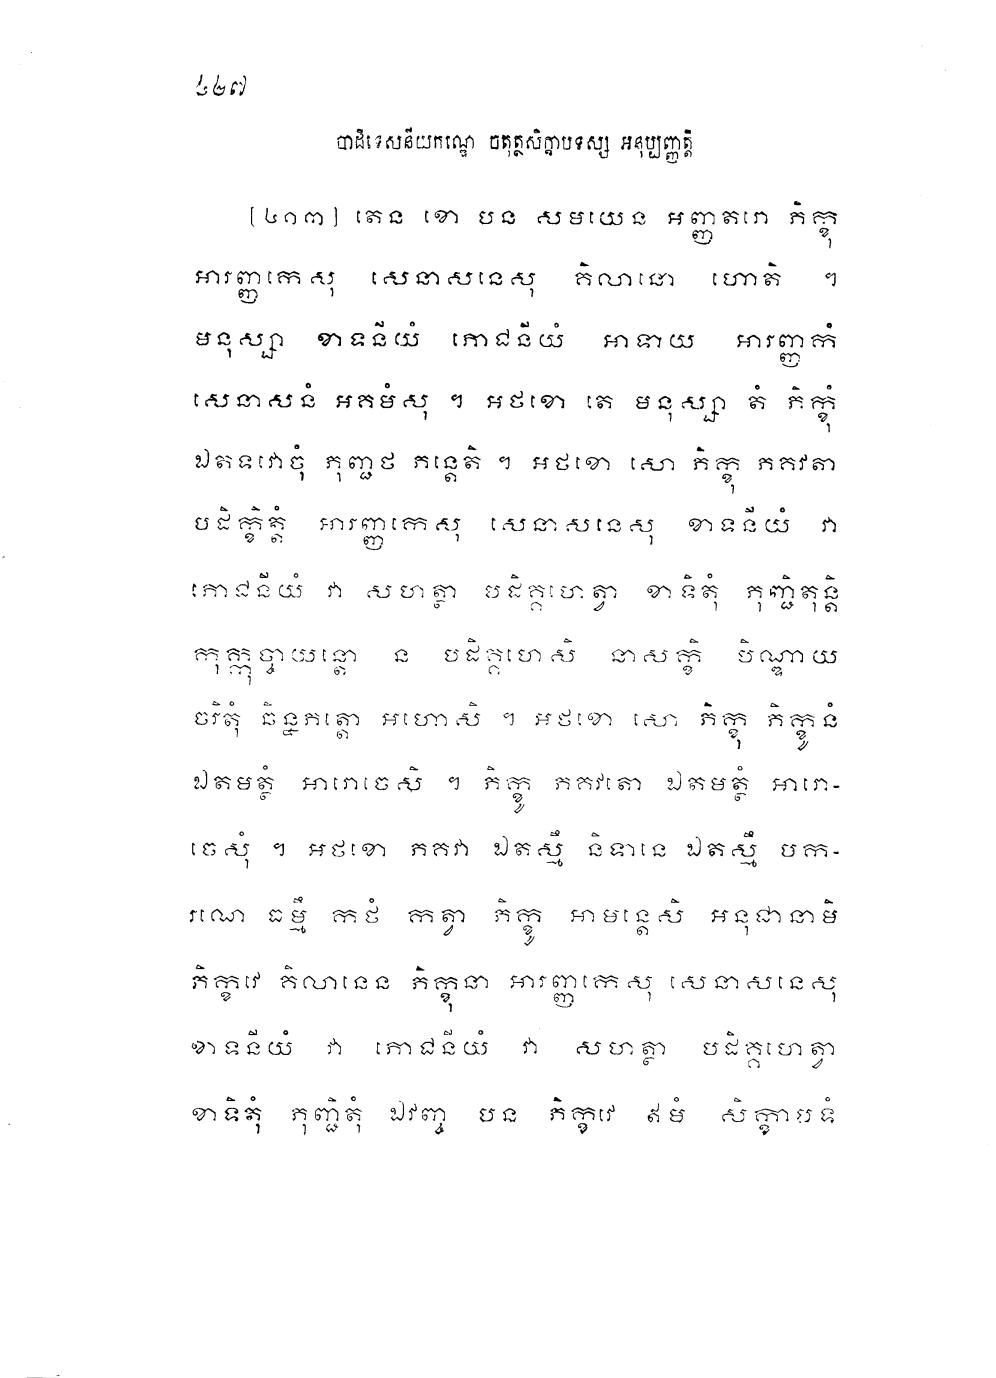 ៤២៧
បាដិទេសនីយកណ្ឌេ ចតុត្ថសិក្ខាបទស្ស អនុប្បញ្ញត្តិ
[៤១៣] តេន ខោ បន សមយេន អញ្ញតរោ ភិក្ខុ
អារញ្ញកេសុ សេនាសនេសុ គិលានោ ហោតិ ។
មនុស្សា ខាទនីយំ ភោជនីយំ អាទាយ អារញ្ញកំ
សេនាសនំ អគមំសុ ។ អថខោ តេ មនុស្សា តំ ភិក្ខុំ
ឯតទវោចុំ ភុញ្ជថ ភន្តេតិ ។ អថខោ សោ ភិក្ខុ ភគវតា
បដិក្ខិត្តំ អារញ្ញកេសុ សេនាសនេសុ ខាទនីយំ វា
ភោជនីយំ វា សហត្ថា បដិគ្គហេត្វា ខាទិតុំ ភុញ្ជិតុន្តិ
កុក្កុច្ចាយន្តោ ន បដិគ្គហេសិ នាសក្ខិ បិណ្ឌាយ
ចរិតុំ ឆិន្នភត្តោ អហោសិ ។ អថខោ សោ ភិក្ខុ ភិក្ខូនំ
ឯតមត្ថំ អារោចេសិ ។ ភិក្ខូ ភគវតោ ឯតមត្ថំ អារោ-
ចេសុំ ។ អថខោ ភគវា ឯតស្មឹ និទានេ ឯតស្មឹ បក-
រណេ ធម្មឹ កថំ កត្វា ភិក្ខូ អាមន្តេសិ អនុជានាមិ
ភិក្ខវេ គិលានេន ភិក្ខុនា អារញ្ញកេសុ សេនាសនេសុ
ខាទនីយំ វា ភោជនីយំ វា សហត្ថា បដិគ្គហេត្វា
ខាទិតុំ ភុញ្ជិតុំ ឯវញ្ច បន ភិក្ខវេ ឥមំ សិក្ខាបទំ